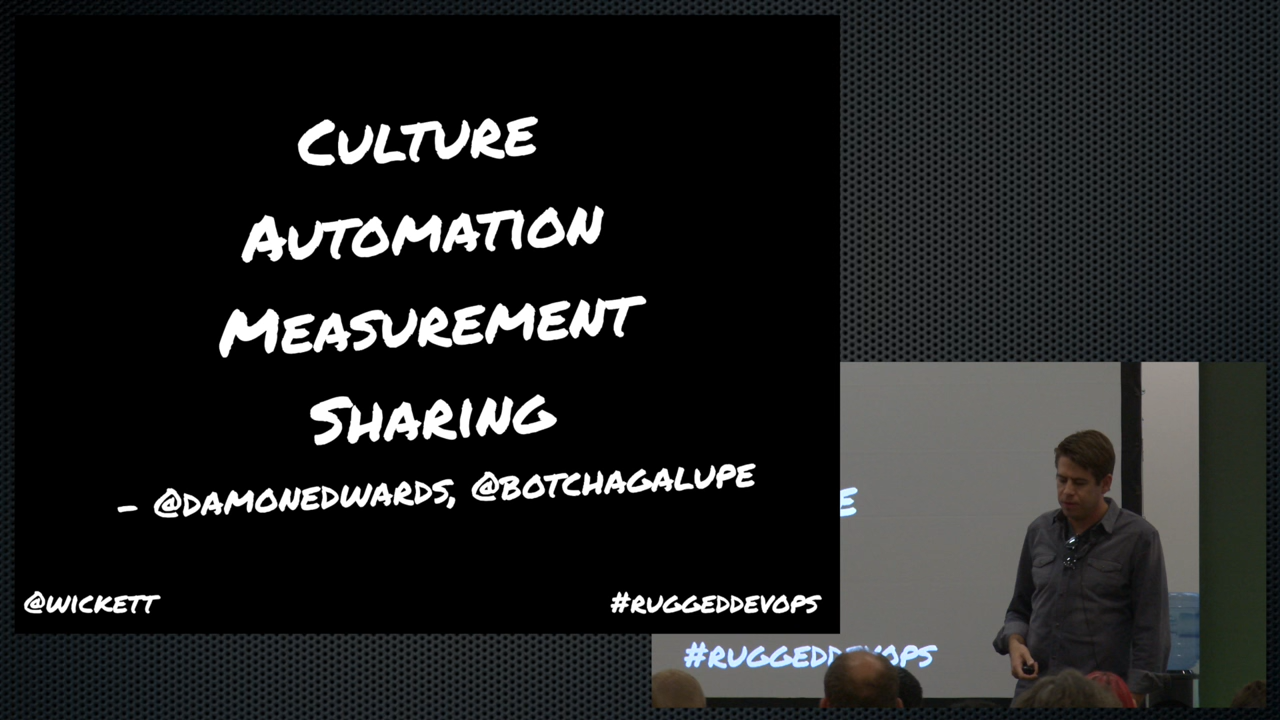 Culture
Automation
Measurement
Sharing
- @damonedwards, @botchagalupe
@wickett
#ruggeddevops
E
#ruggeddevops